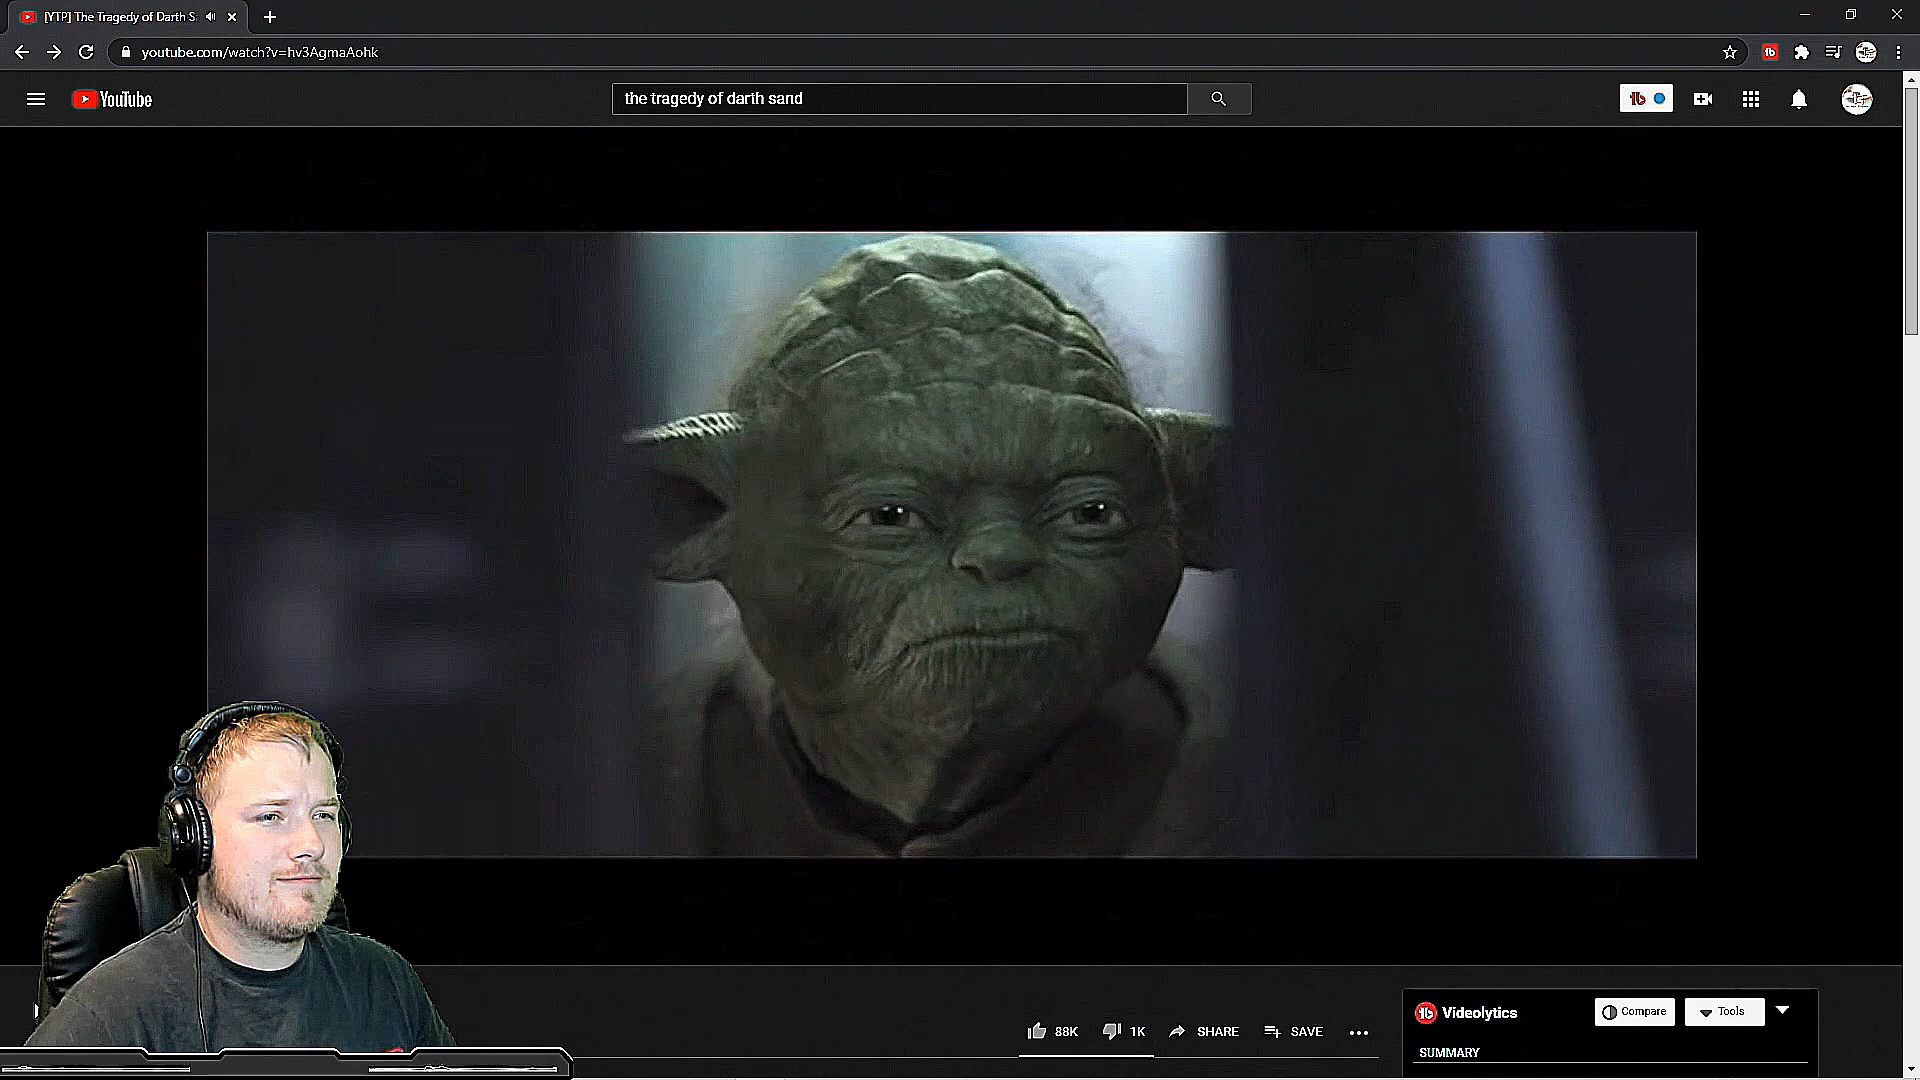 [YTP] The Tragedy of Darth S
youtube.com/watch?v=hv3AgmaAohk
YouTube
the tragedy of darth sand
88K
1K
SHARE
SAVE
Videolytics
Compare
Tools
SUMMARY